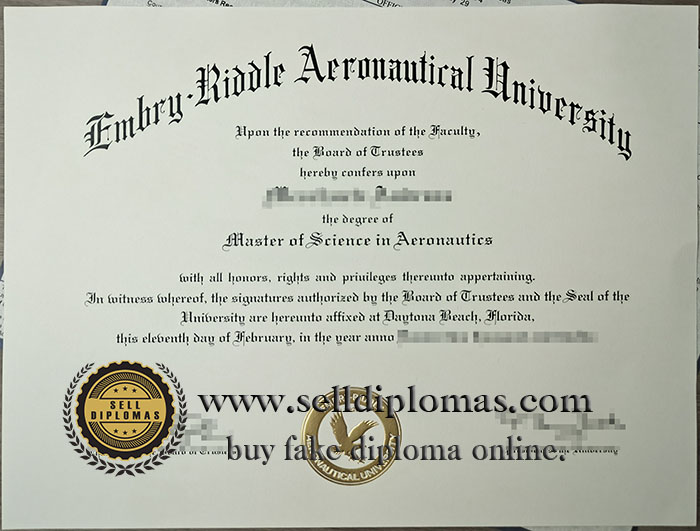 Embry-Riddle Aeronautical University
Upon the recommendation of the Faculty,
the Board of Trustees
hereby confers upon
the degree of
Master of Science in Aeronautics
with all honors, rights and privileges thereunto appertaining.
In witness whereof, the signatures authorized by the Board of Trustees and the Seal of the
University are hereunto affixed at Daytona Beach, Florida,
this eleventh day of February, in the year anno
SELL
DIPLOMAS
www.selldiplomas.com
buy fake diploma online.